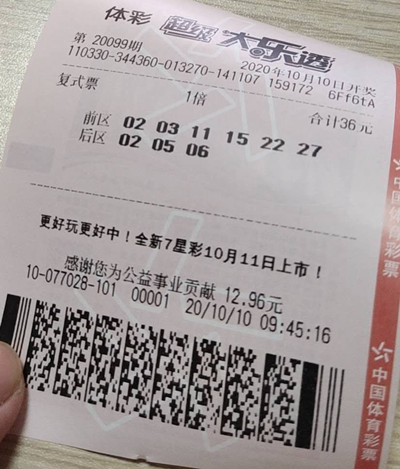 体彩 超级大乐透
第 20099期 2020年10月10日开奖
110330-344360-013270-141107 159172 6Ff6tA
复式票 1倍 合计36元
前区 02 03 11 15 22 27
后区 02 05 06
更好玩更好中！全新7星彩10月11日上市！
感谢您为公益事业贡献 12.96元
10-077028-101 00001 20/10/10 09:45:16
中国体育彩票
中国体育彩票